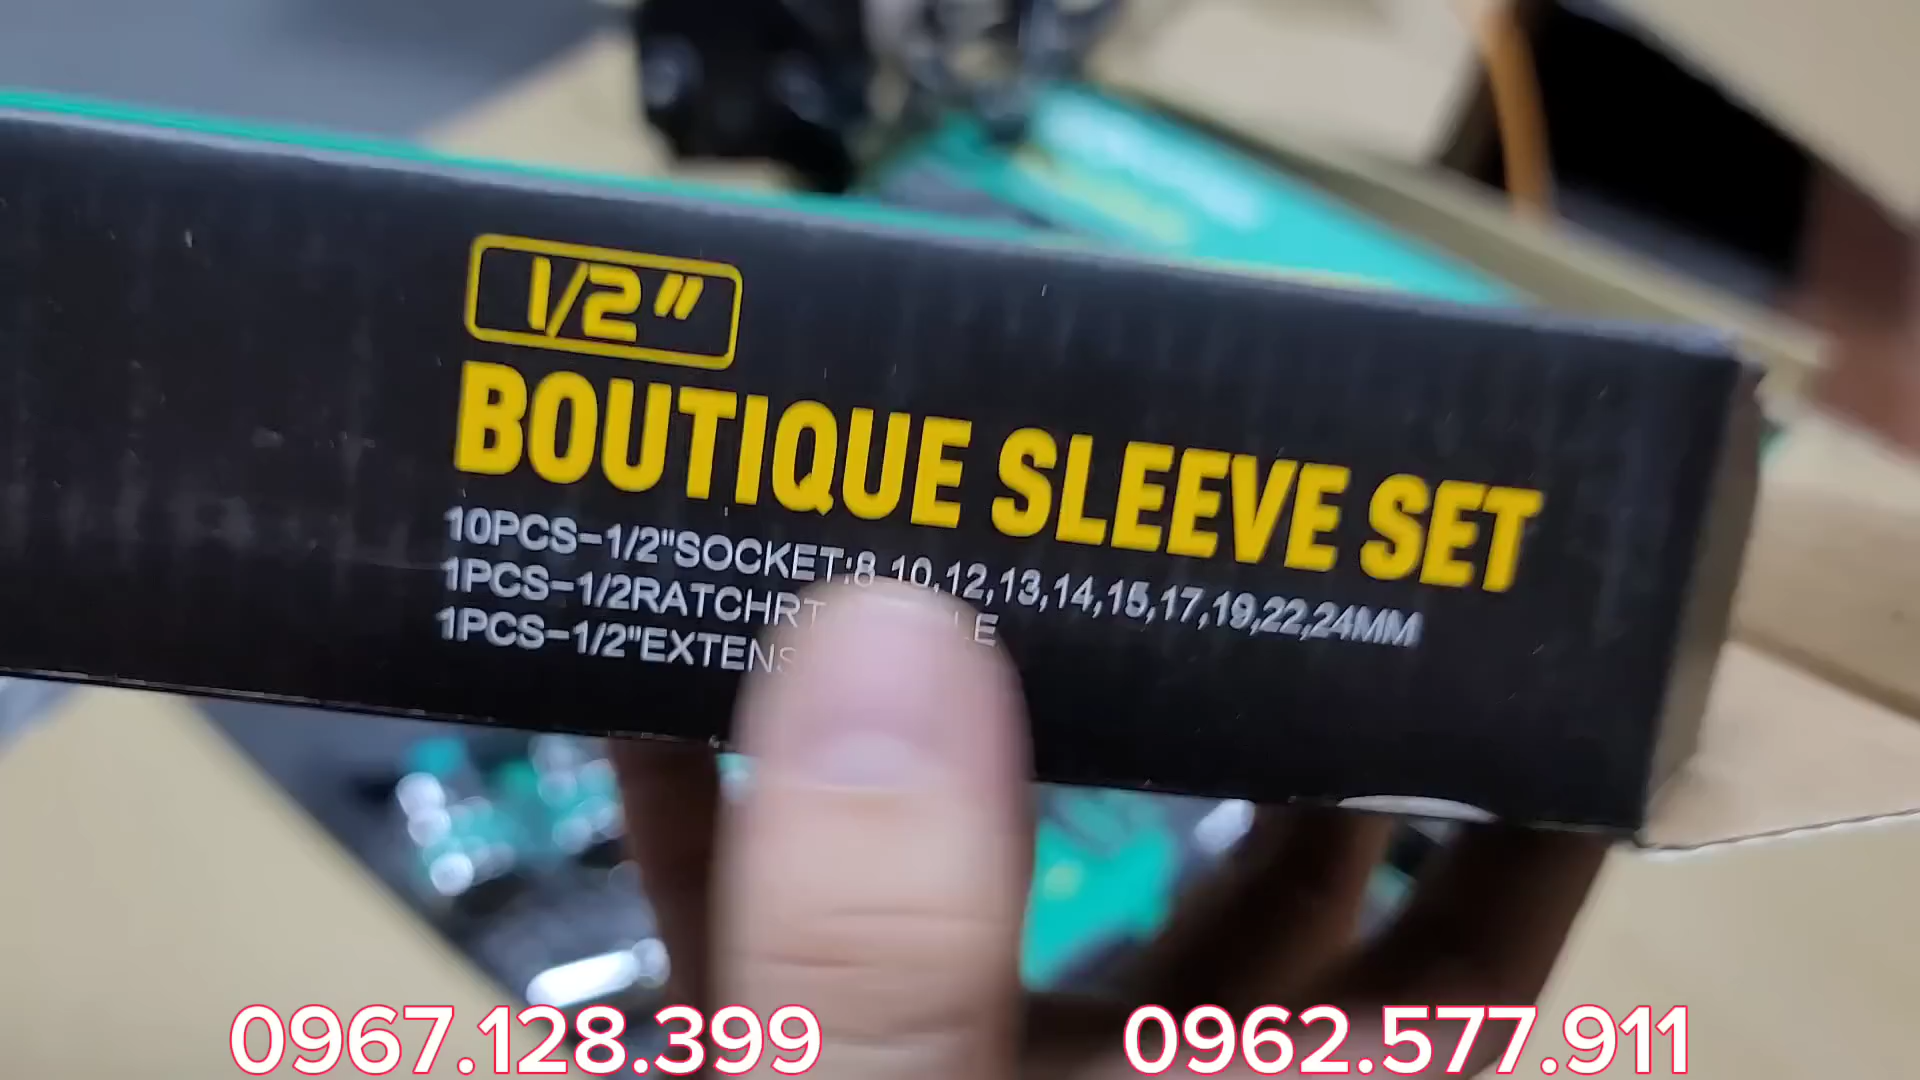 1/2"
BOUTIQUE SLEEVE SET
10PCS-1/2"SOCKET:8,10,12,13,14,15,17,19,22,24MM
1PCS-1/2RATCHRT
1PCS-1/2"EXTENS
0967.128.399 0962.577.911